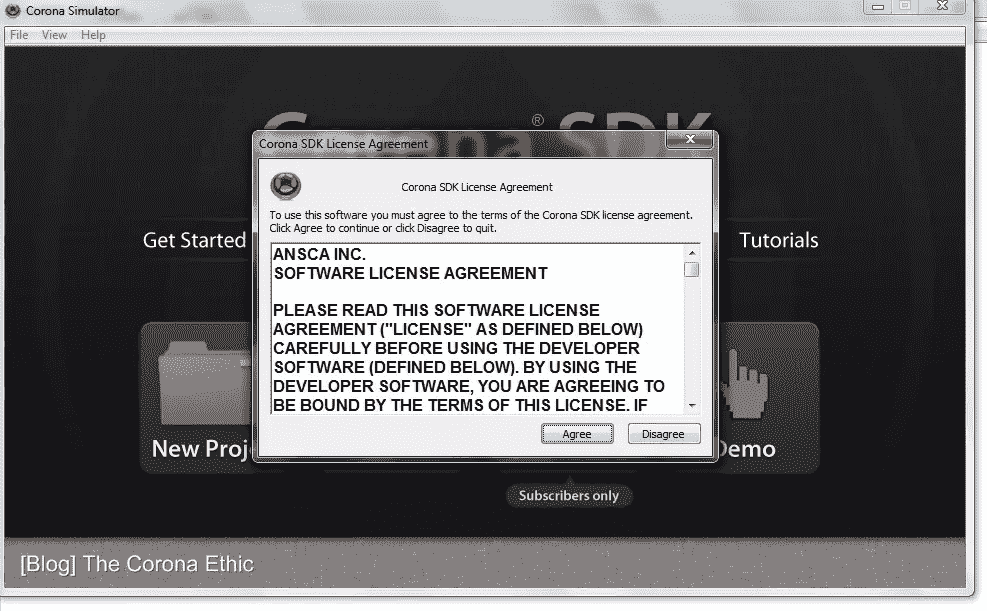 Corona Simulator
File View Help
® SDK
Corona SDK License Agreement
Corona SDK License Agreement
To use this software you must agree to the terms of the Corona SDK license agreement.
Click Agree to continue or click Disagree to quit.
ANSCA INC.
SOFTWARE LICENSE AGREEMENT
PLEASE READ THIS SOFTWARE LICENSE
AGREEMENT ("LICENSE" AS DEFINED BELOW)
CAREFULLY BEFORE USING THE DEVELOPER
SOFTWARE (DEFINED BELOW). BY USING THE
DEVELOPER SOFTWARE, YOU ARE AGREEING TO
BE BOUND BY THE TERMS OF THIS LICENSE. IF
Agree Disagree
Get Started Tutorials
New Proj Demo
Subscribers only
[Blog] The Corona Ethic